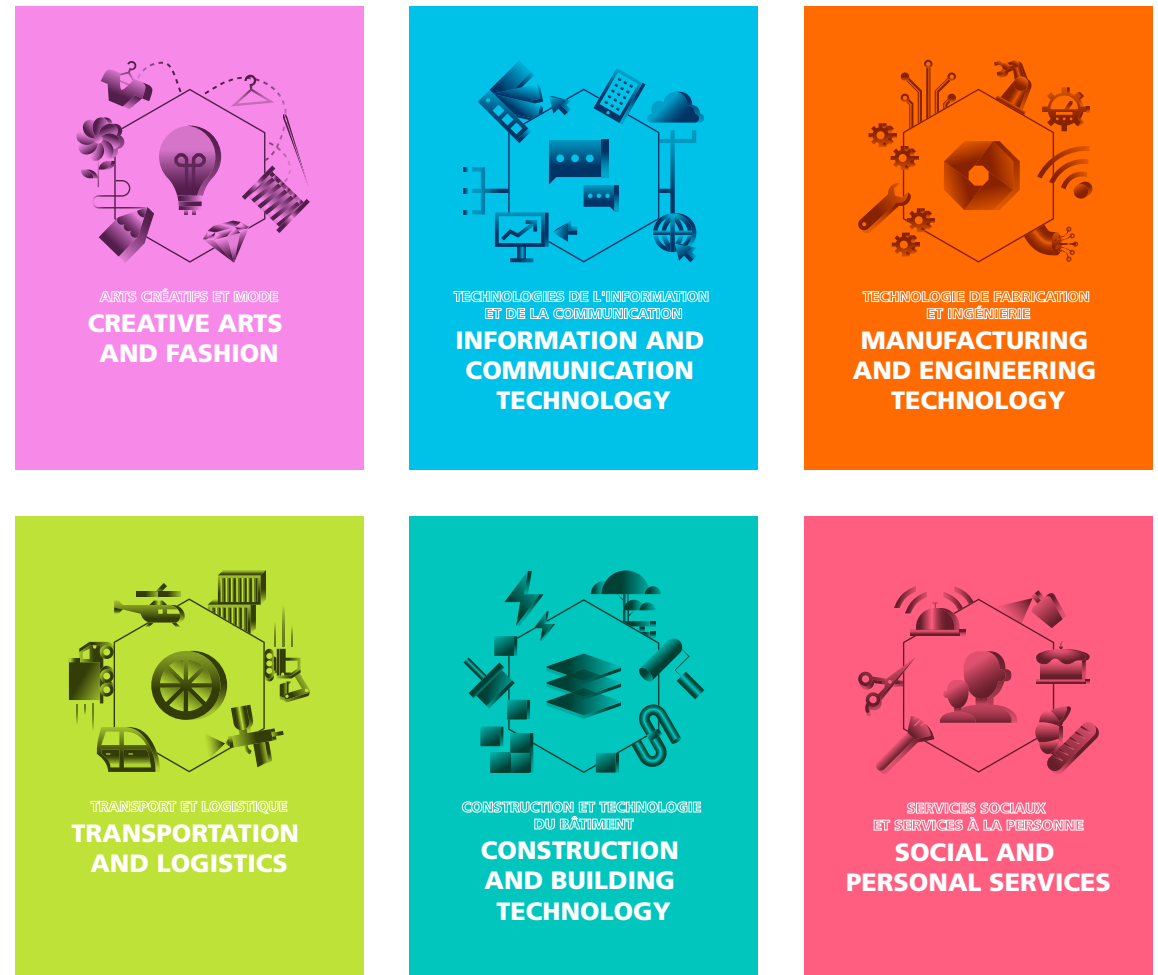 ARTS CRÉATIFS ET MODE
CREATIVE ARTS
AND FASHION
TECHNOLOGIES DE L'INFORMATION
ET DE LA COMMUNICATION
INFORMATION AND
COMMUNICATION
TECHNOLOGY
TECHNOLOGIE DE FABRICATION
ET INGÉNIERIE
MANUFACTURING
AND ENGINEERING
TECHNOLOGY
TRANSPORT ET LOGISTIQUE
TRANSPORTATION
AND LOGISTICS
CONSTRUCTION ET TECHNOLOGIE
DU BÂTIMENT
CONSTRUCTION
AND BUILDING
TECHNOLOGY
SERVICES SOCIAUX
ET SERVICES À LA PERSONNE
SOCIAL AND
PERSONAL SERVICES